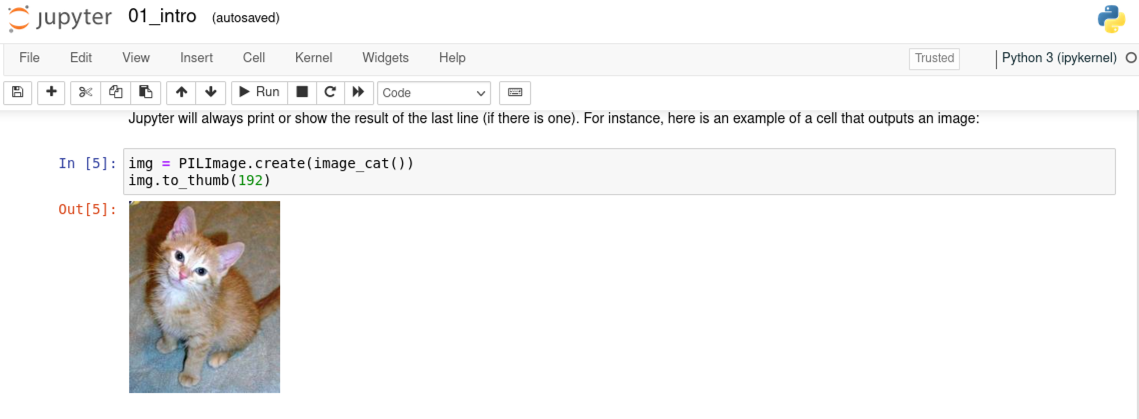 jupyter 01_intro (autosaved)
File Edit View Insert Cell Kernel Widgets Help Trusted Python 3 (ipykernel)
Run Code
Jupyter will always print or show the result of the last line (if there is one). For instance, here is an example of a cell that outputs an image:
In [5]: img = PILImage.create(image_cat())
img.to_thumb(192)
Out[5]: